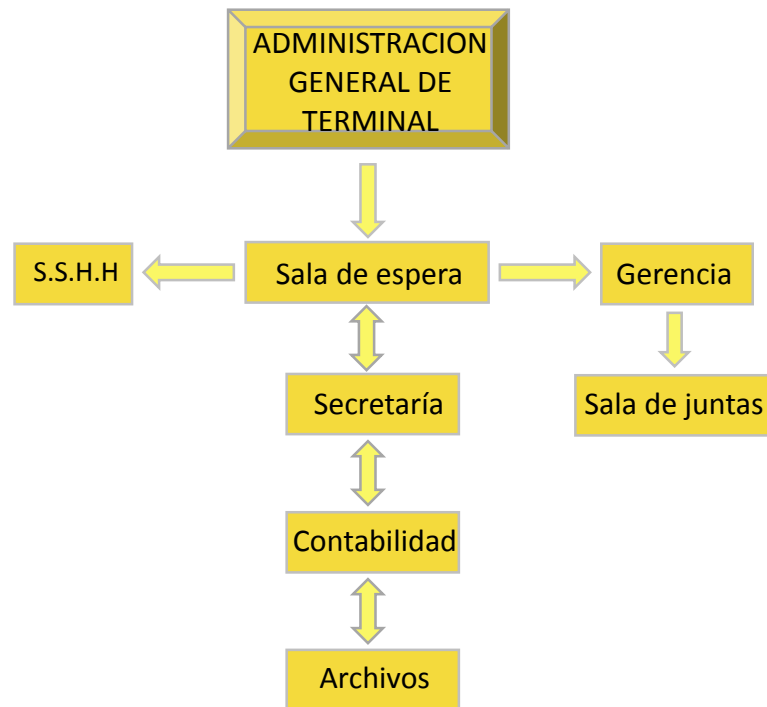 ADMINISTRACION
GENERAL DE
TERMINAL
S.S.H.H
Sala de espera
Gerencia
Secretaría
Sala de juntas
Contabilidad
Archivos